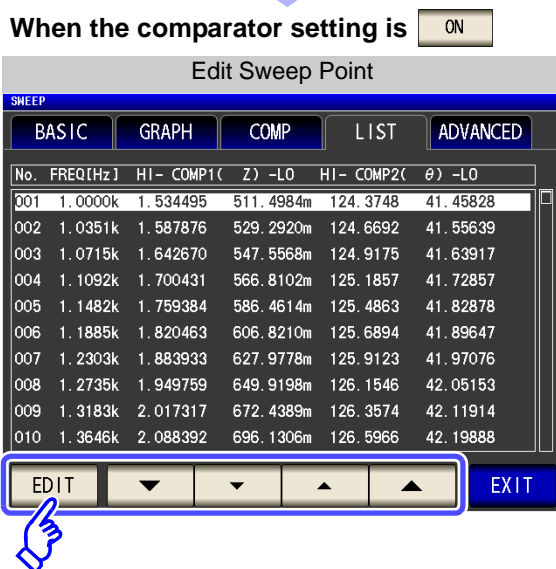 When the comparator setting is ON
Edit Sweep Point
SWEEP
BASIC GRAPH COMP LIST ADVANCED
No. FREQ[Hz] HI- COMP1( Z) -LO HI- COMP2( θ) -LO
001 1.0000k 1.534495 511.4984m 124.3748 41.45828
002 1.0351k 1.587876 529.2920m 124.6692 41.55639
003 1.0715k 1.642670 547.5568m 124.9175 41.63917
004 1.1092k 1.700431 566.8102m 125.1857 41.72857
005 1.1482k 1.759384 586.4614m 125.4863 41.82878
006 1.1885k 1.820463 606.8210m 125.6894 41.89647
007 1.2303k 1.883933 627.9778m 125.9123 41.97076
008 1.2735k 1.949759 649.9198m 126.1546 42.05153
009 1.3183k 2.017317 672.4389m 126.3574 42.11914
010 1.3646k 2.088392 696.1306m 126.5966 42.19888
EDIT EXIT